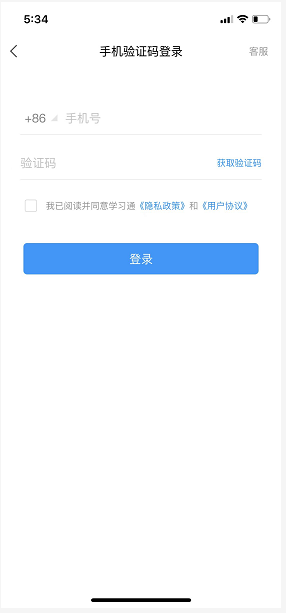 5:34
手机验证码登录 客服
+86 手机号
验证码 获取验证码
我已阅读并同意学习通《隐私政策》和《用户协议》
登录